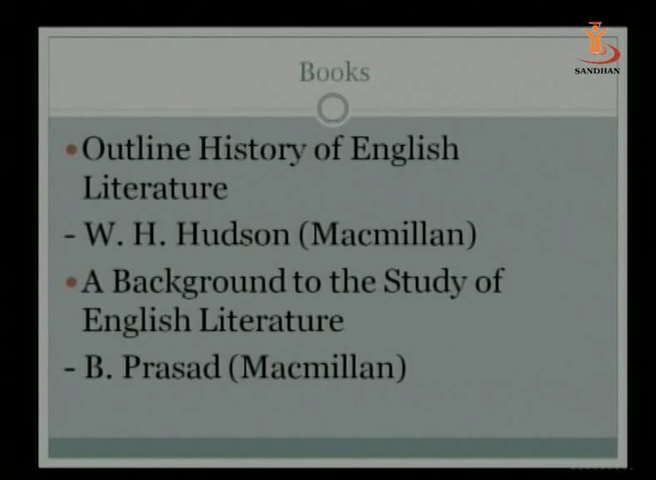 SANDHAN
Books
•Outline History of English
Literature
- W. H. Hudson (Macmillan)
•A Background to the Study of
English Literature
- B. Prasad (Macmillan)